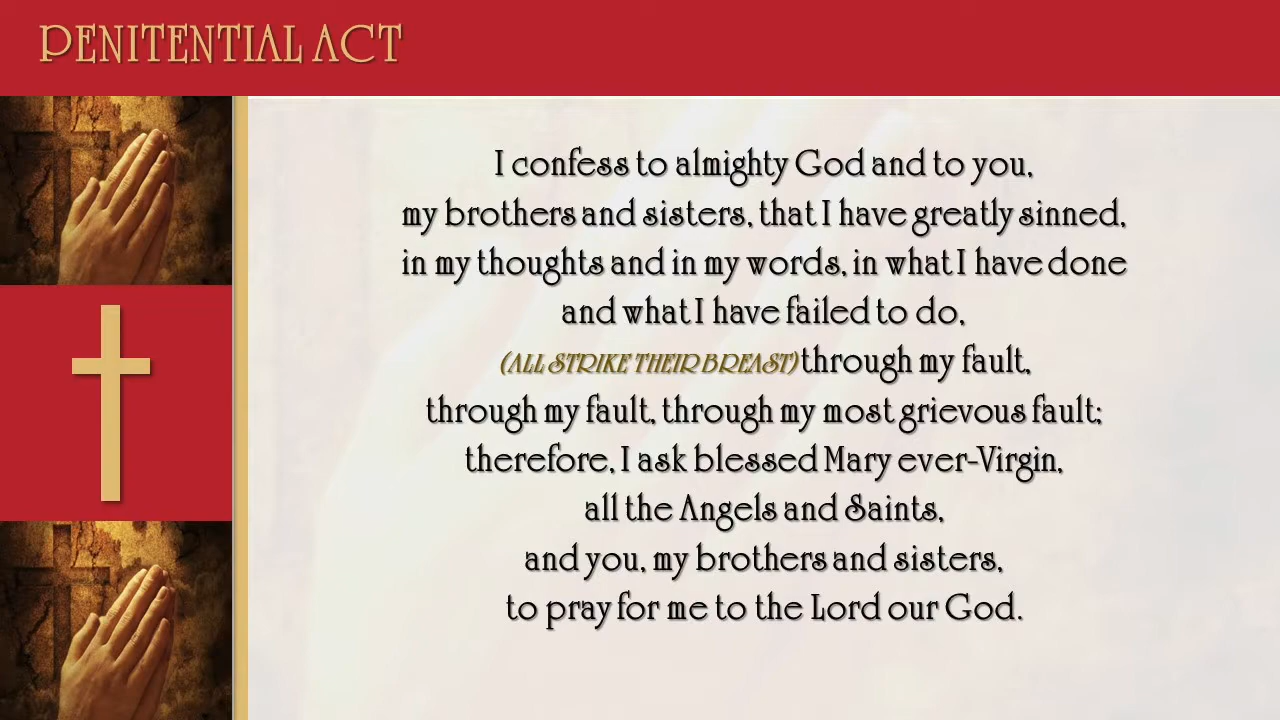 PENITENTIAL ACT
I confess to almighty God and to you,
my brothers and sisters, that I have greatly sinned,
in my thoughts and in my words, in what I have done
and what I have failed to do,
(ALL STRIKE THEIR BREAST) through my fault,
through my fault, through my most grievous fault;
therefore, I ask blessed Mary ever-Virgin,
all the Angels and Saints,
and you, my brothers and sisters,
to pray for me to the Lord our God.